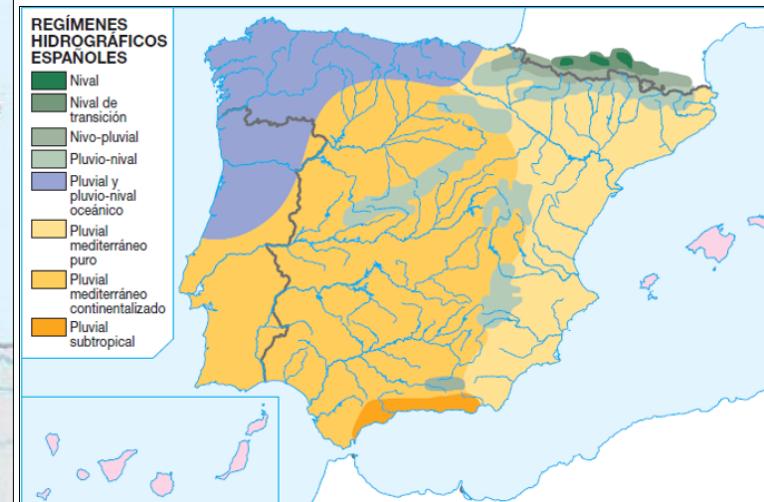 REGÍMENES
HIDROGRÁFICOS
ESPAÑOLES
Nival
Nival de
transición
Nivo-pluvial
Pluvio-nival
Pluvial y
pluvio-nival
oceánico
Pluvial
mediterráneo
puro
Pluvial
mediterráneo
continentalizado
Pluvial
subtropical